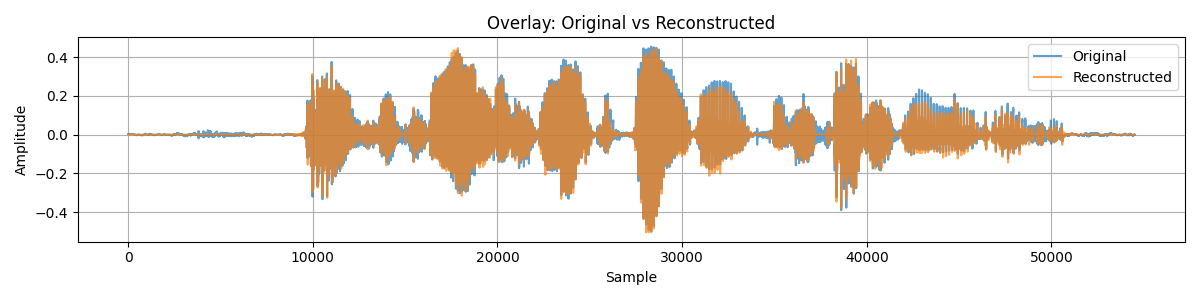 Overlay: Original vs Reconstructed
Amplitude
0.4
0.2
0.0
−0.2
−0.4
Original
Reconstructed
0
10000
20000
30000
40000
50000
Sample